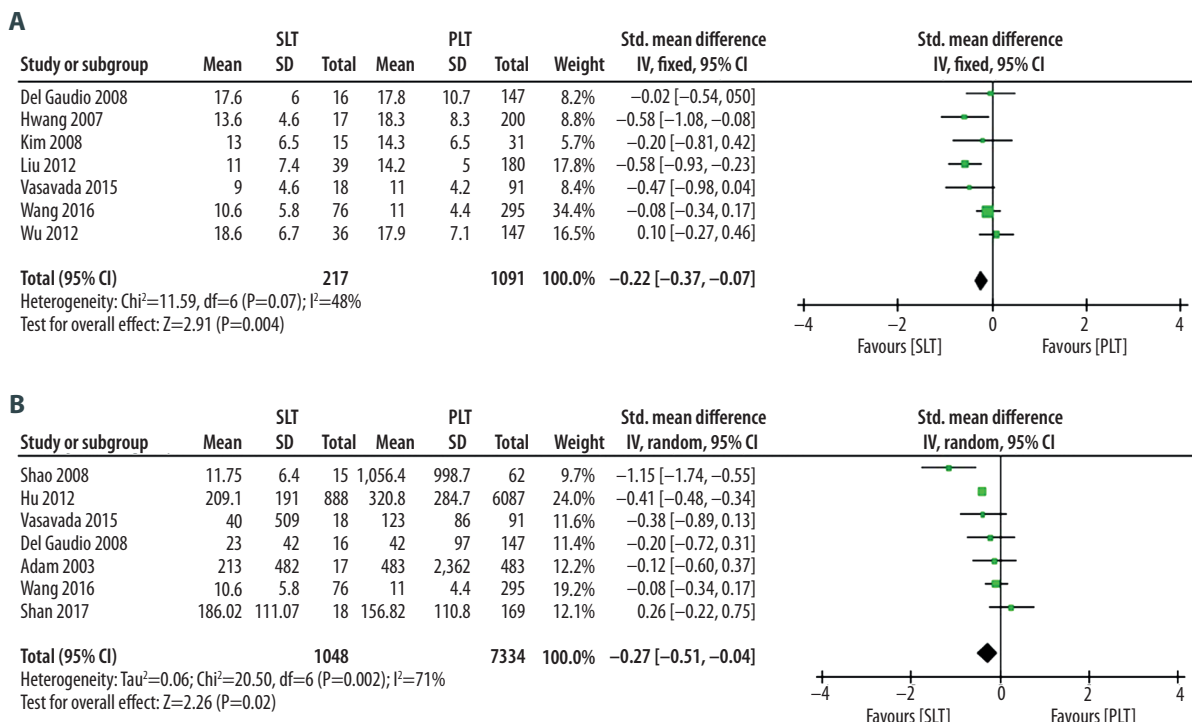 A
SLT PLT Std. mean difference Std. mean difference
Study or subgroup Mean SD Total Mean SD Total Weight IV, fixed, 95% CI IV, fixed, 95% CI
Del Gaudio 2008 17.6 6 16 17.8 10.7 147 8.2% −0.02 [−0.54, 050]
Hwang 2007 13.6 4.6 17 18.3 8.3 200 8.8% −0.58 [−1.08, −0.08]
Kim 2008 13 6.5 15 14.3 6.5 31 5.7% −0.20 [−0.81, 0.42]
Liu 2012 11 7.4 39 14.2 5 180 17.8% −0.58 [−0.93, −0.23]
Vasavada 2015 9 4.6 18 11 4.2 91 8.4% −0.47 [−0.98, 0.04]
Wang 2016 10.6 5.8 76 11 4.4 295 34.4% −0.08 [−0.34, 0.17]
Wu 2012 18.6 6.7 36 17.9 7.1 147 16.5% 0.10 [−0.27, 0.46]
Total (95% CI) 217 1091 100.0% −0.22 [−0.37, −0.07]
Heterogeneity: Chi²=11.59, df=6 (P=0.07); I²=48%
Test for overall effect: Z=2.91 (P=0.004)
−4 −2 0 2 4
Favours [SLT] Favours [PLT]
B
SLT PLT Std. mean difference Std. mean difference
Study or subgroup Mean SD Total Mean SD Total Weight IV, random, 95% CI IV, random, 95% CI
Shao 2008 11.75 6.4 15 1,056.4 998.7 62 9.7% −1.15 [−1.74, −0.55]
Hu 2012 209.1 191 888 320.8 284.7 6087 24.0% −0.41 [−0.48, −0.34]
Vasavada 2015 40 509 18 123 86 91 11.6% −0.38 [−0.89, 0.13]
Del Gaudio 2008 23 42 16 42 97 147 11.4% −0.20 [−0.72, 0.31]
Adam 2003 213 482 17 483 2,362 483 12.2% −0.12 [−0.60, 0.37]
Wang 2016 10.6 5.8 76 11 4.4 295 19.2% −0.08 [−0.34, 0.17]
Shan 2017 186.02 111.07 18 156.82 110.8 169 12.1% 0.26 [−0.22, 0.75]
Total (95% CI) 1048 7334 100.0% −0.27 [−0.51, −0.04]
Heterogeneity: Tau²=0.06; Chi²=20.50, df=6 (P=0.002); I²=71%
Test for overall effect: Z=2.26 (P=0.02)
−4 −2 0 2 4
Favours [SLT] Favours [PLT]